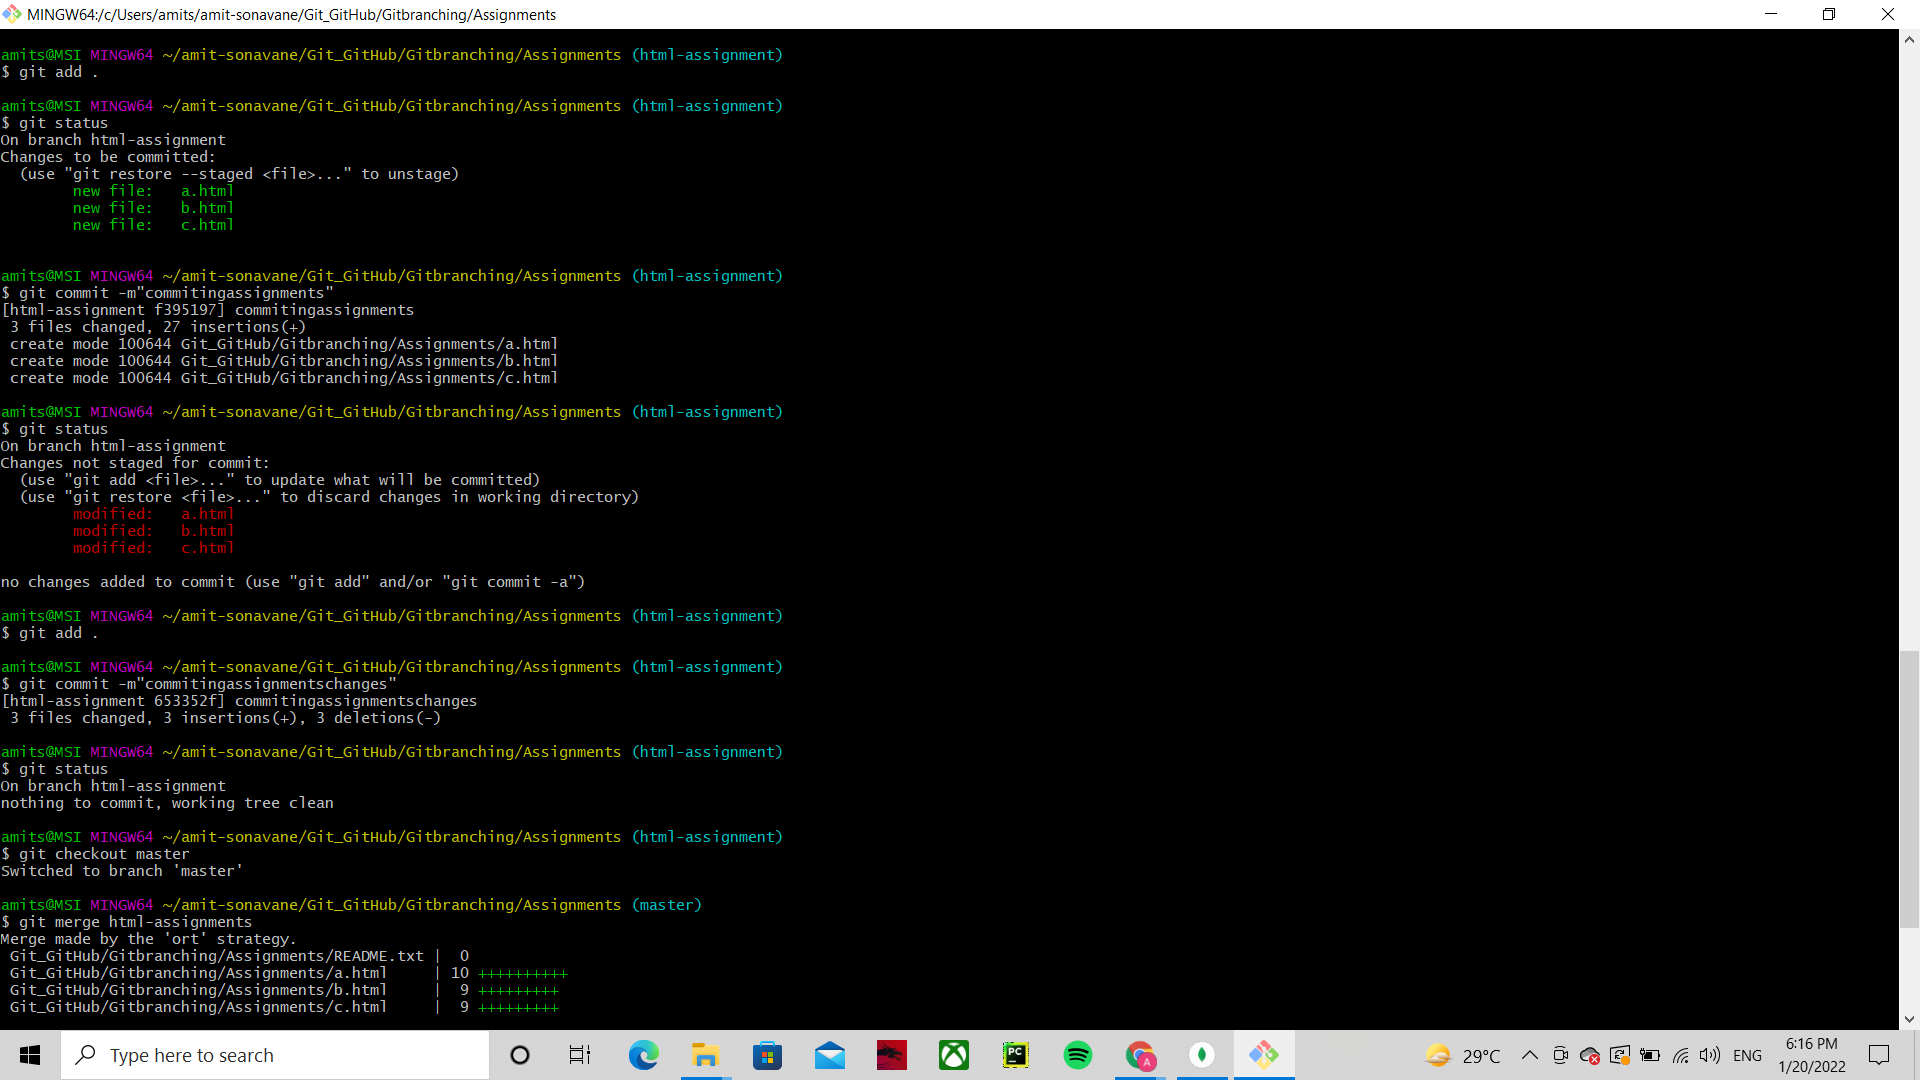 MINGW64:/c/Users/amits/amit-sonavane/Git_GitHub/Gitbranching/Assignments
amits@MSI MINGW64 ~/amit-sonavane/Git_GitHub/Gitbranching/Assignments (html-assignment)
$ git add .
amits@MSI MINGW64 ~/amit-sonavane/Git_GitHub/Gitbranching/Assignments (html-assignment)
$ git status
On branch html-assignment
Changes to be committed:
  (use "git restore --staged <file>..." to unstage)
        new file:   a.html
        new file:   b.html
        new file:   c.html
amits@MSI MINGW64 ~/amit-sonavane/Git_GitHub/Gitbranching/Assignments (html-assignment)
$ git commit -m"commitingassignments"
[html-assignment f395197] commitingassignments
 3 files changed, 27 insertions(+)
 create mode 100644 Git_GitHub/Gitbranching/Assignments/a.html
 create mode 100644 Git_GitHub/Gitbranching/Assignments/b.html
 create mode 100644 Git_GitHub/Gitbranching/Assignments/c.html
amits@MSI MINGW64 ~/amit-sonavane/Git_GitHub/Gitbranching/Assignments (html-assignment)
$ git status
On branch html-assignment
Changes not staged for commit:
  (use "git add <file>..." to update what will be committed)
  (use "git restore <file>..." to discard changes in working directory)
        modified:   a.html
        modified:   b.html
        modified:   c.html
no changes added to commit (use "git add" and/or "git commit -a")
amits@MSI MINGW64 ~/amit-sonavane/Git_GitHub/Gitbranching/Assignments (html-assignment)
$ git add .
amits@MSI MINGW64 ~/amit-sonavane/Git_GitHub/Gitbranching/Assignments (html-assignment)
$ git commit -m"commitingassignmentschanges"
[html-assignment 653352f] commitingassignmentschanges
 3 files changed, 3 insertions(+), 3 deletions(-)
amits@MSI MINGW64 ~/amit-sonavane/Git_GitHub/Gitbranching/Assignments (html-assignment)
$ git status
On branch html-assignment
nothing to commit, working tree clean
amits@MSI MINGW64 ~/amit-sonavane/Git_GitHub/Gitbranching/Assignments (html-assignment)
$ git checkout master
Switched to branch 'master'
amits@MSI MINGW64 ~/amit-sonavane/Git_GitHub/Gitbranching/Assignments (master)
$ git merge html-assignments
Merge made by the 'ort' strategy.
 Git_GitHub/Gitbranching/Assignments/README.txt |  0
 Git_GitHub/Gitbranching/Assignments/a.html     | 10 ++++++++++
 Git_GitHub/Gitbranching/Assignments/b.html     |  9 +++++++++
 Git_GitHub/Gitbranching/Assignments/c.html     |  9 +++++++++
Type here to search
PC
A
29°C
ENG
6:16 PM
1/20/2022